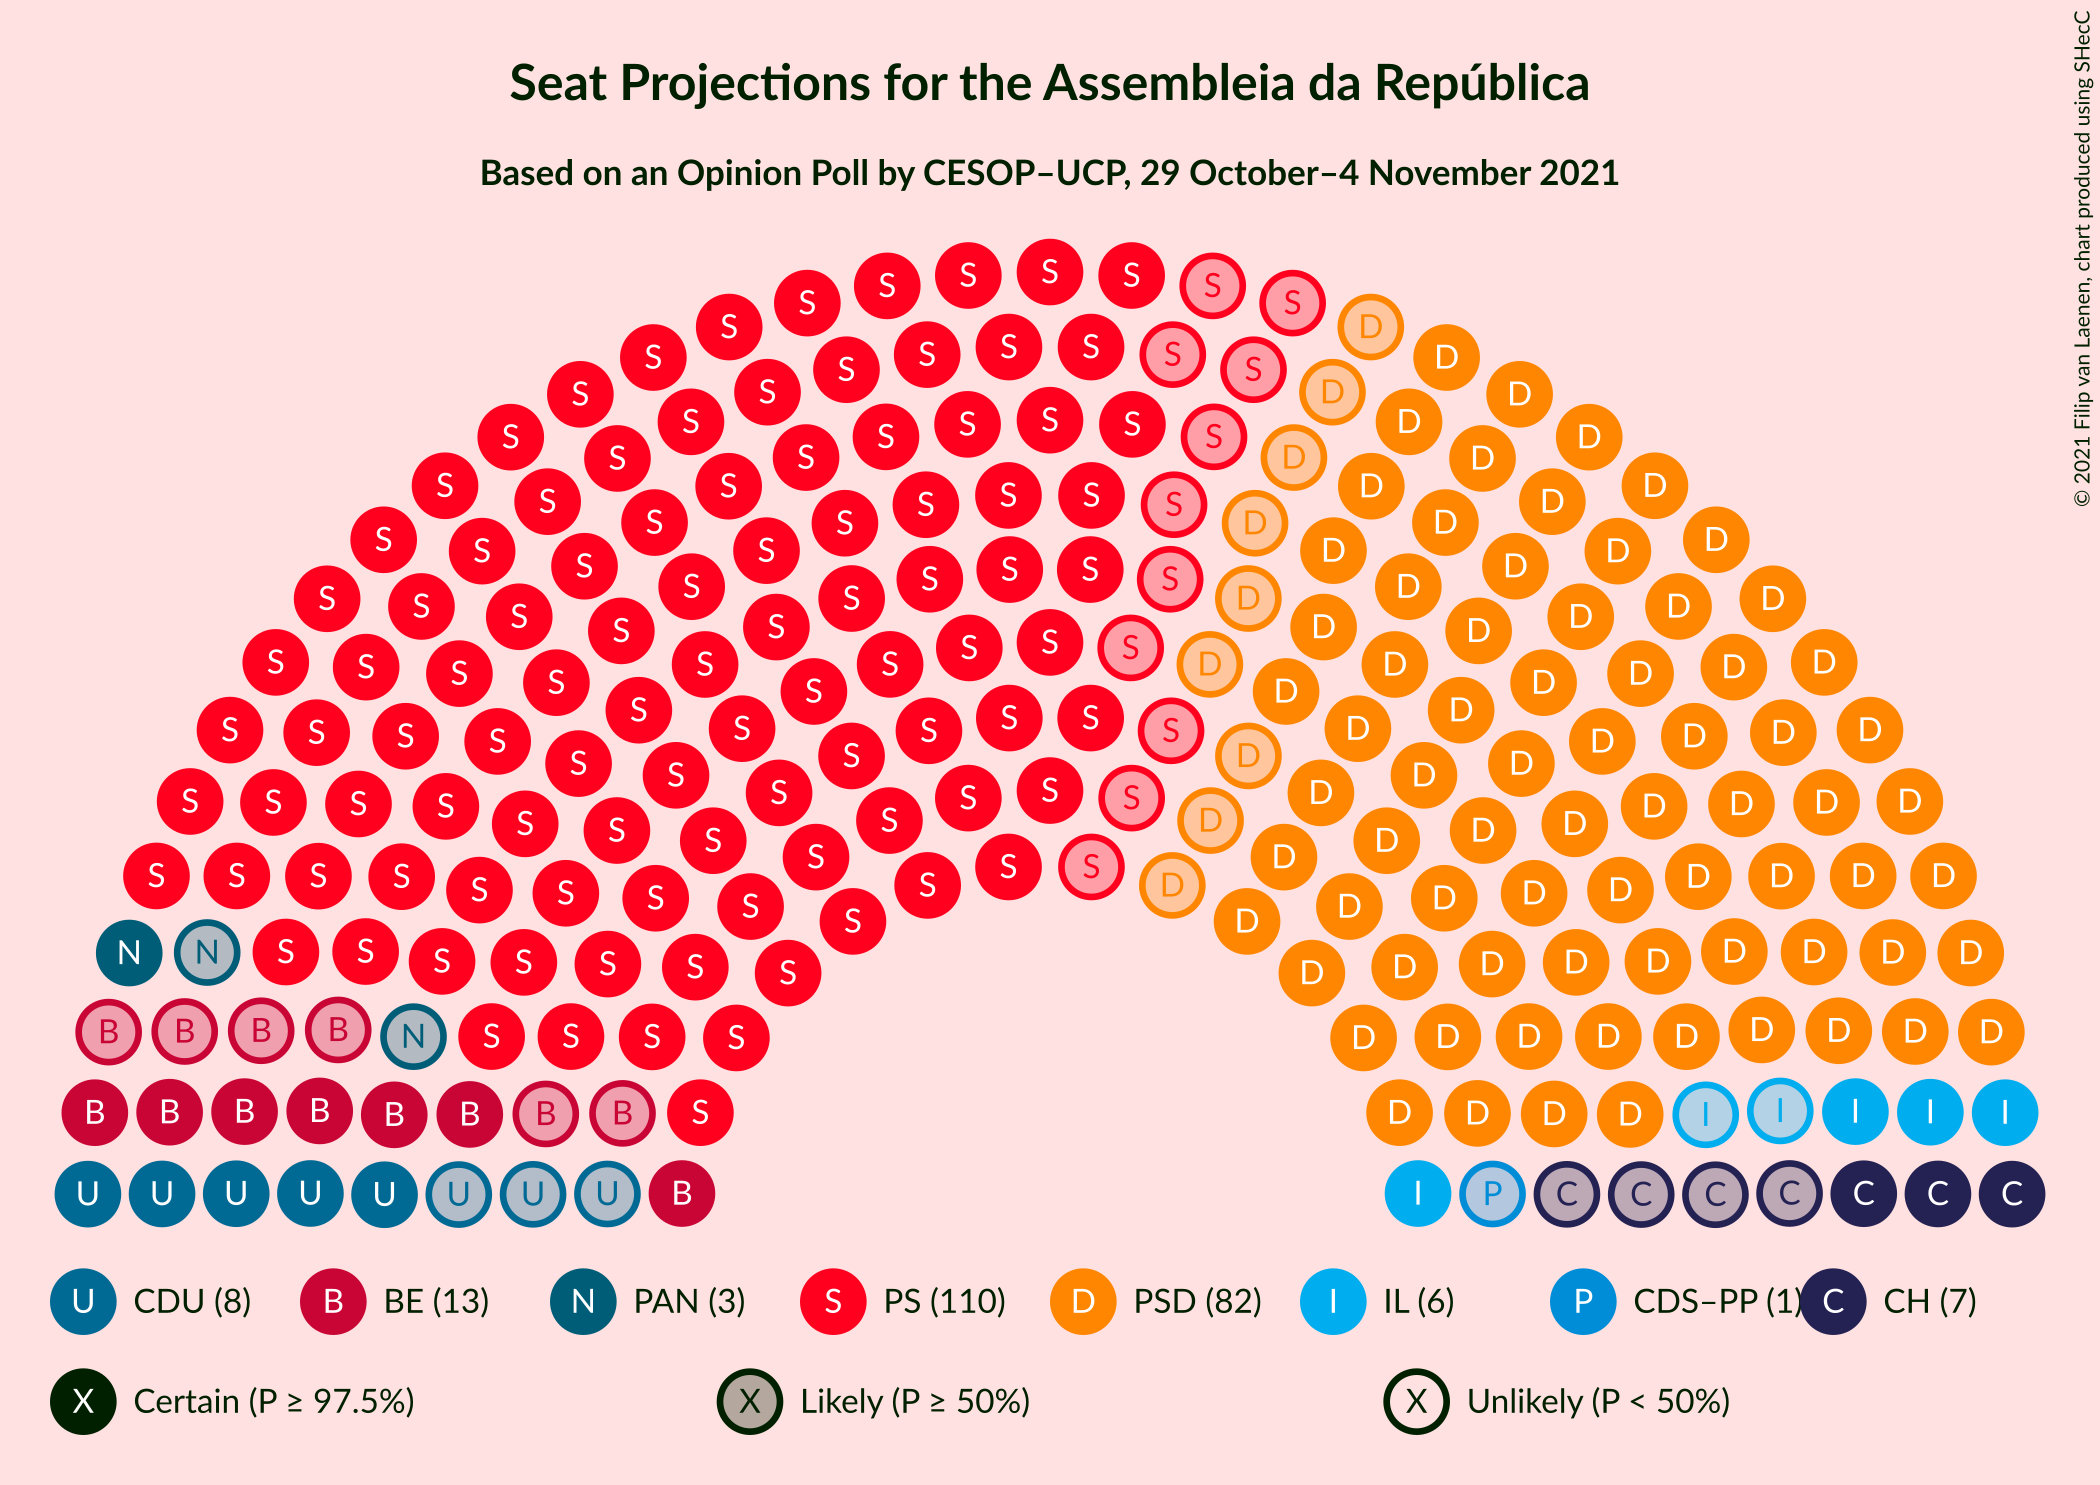 Seat Projections for the Assembleia da República
Based on an Opinion Poll by CESOP–UCP, 29 October–4 November 2021
© 2021 Filip van Laenen, chart produced using SHecC
U CDU (8) B BE (13) N PAN (3) S PS (110) D PSD (82) I IL (6) P CDS–PP (1) C CH (7)
X Certain (P ≥ 97.5%) X Likely (P ≥ 50%) X Unlikely (P < 50%)